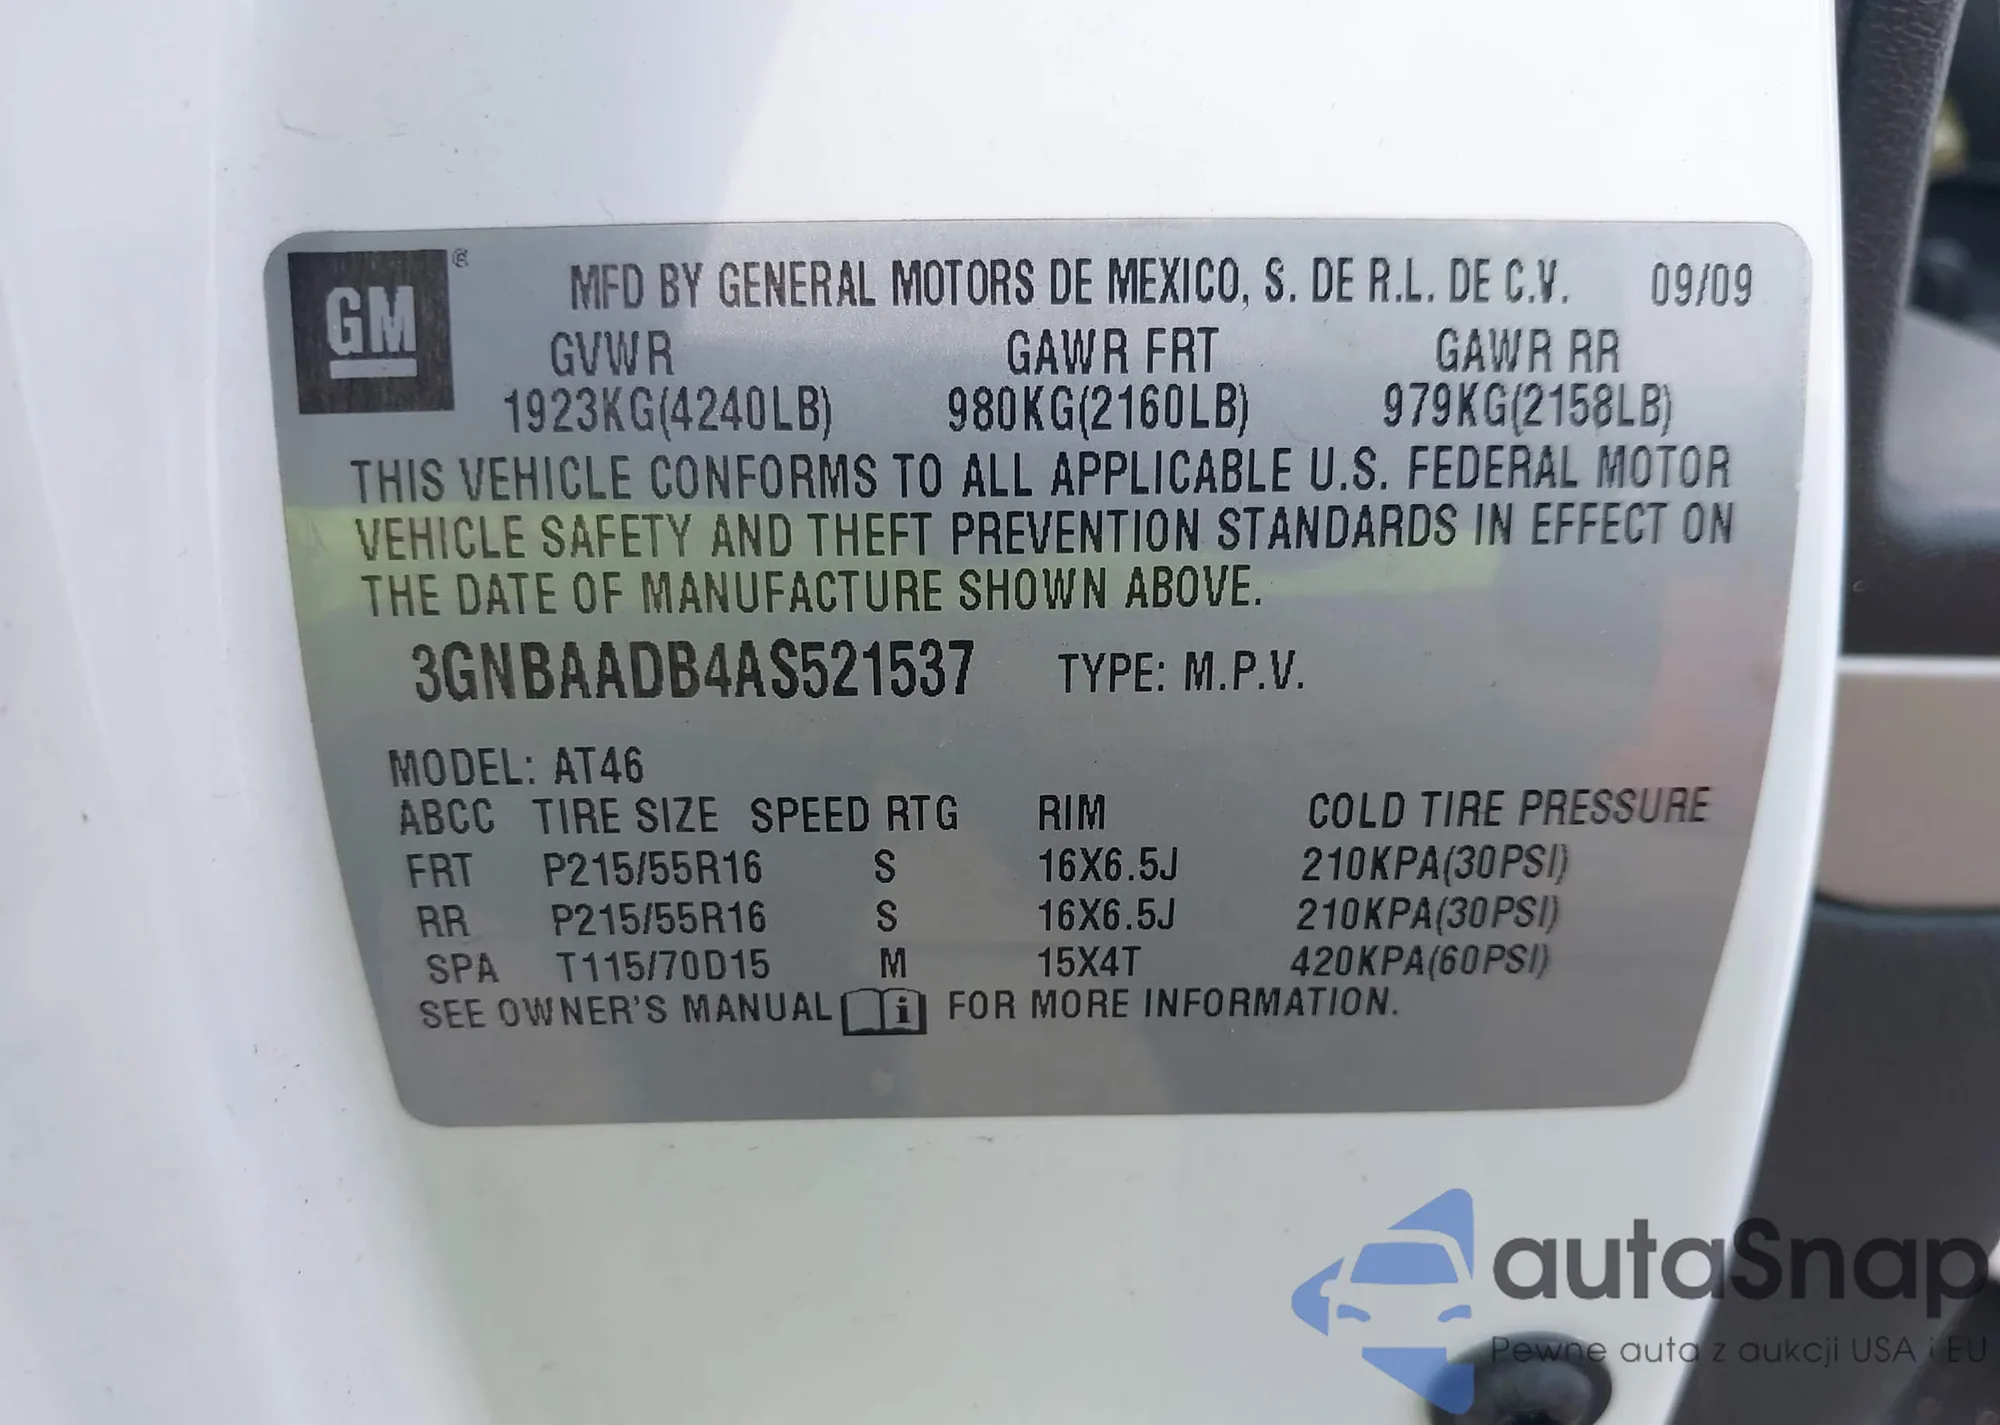 GM ®
MFD BY GENERAL MOTORS DE MEXICO, S. DE R.L. DE C.V. 09/09
GVWR GAWR FRT GAWR RR
1923KG(4240LB) 980KG(2160LB) 979KG(2158LB)
THIS VEHICLE CONFORMS TO ALL APPLICABLE U.S. FEDERAL MOTOR
VEHICLE SAFETY AND THEFT PREVENTION STANDARDS IN EFFECT ON
THE DATE OF MANUFACTURE SHOWN ABOVE.
3GNBAADB4AS521537 TYPE: M.P.V.
MODEL: AT46
ABCC TIRE SIZE SPEED RTG RIM COLD TIRE PRESSURE
FRT P215/55R16 S 16X6.5J 210KPA(30PSI)
RR P215/55R16 S 16X6.5J 210KPA(30PSI)
SPA T115/70D15 M 15X4T 420KPA(60PSI)
SEE OWNER'S MANUAL i FOR MORE INFORMATION.
autaSnap
Pewne auta z aukcji USA i EU